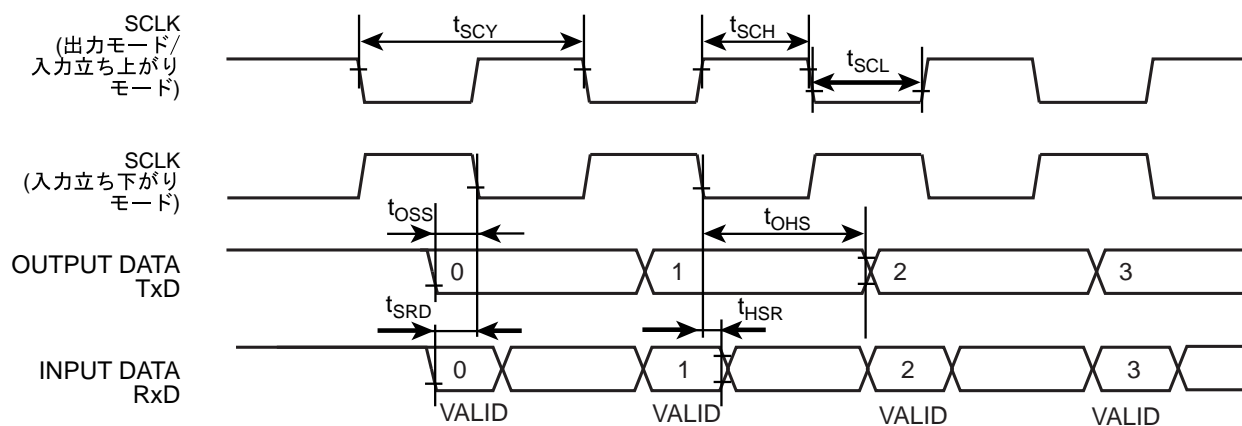 SCLK
(出力モード/
入力立ち上がり
モード)
tSCY
tSCH
tSCL
SCLK
(入力立ち下がり
モード)
tOSS
tOHS
OUTPUT DATA
TxD
0
1
2
3
tSRD
tHSR
INPUT DATA
RxD
0
1
2
3
VALID
VALID
VALID
VALID